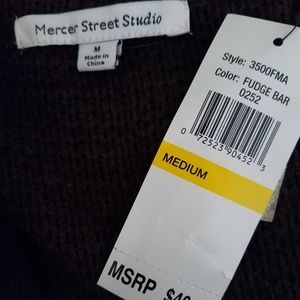 Mercer Street Studio
M
Made in
China
Style: 3500FMA
Color: FUDGE BAR
0252
0 72523 90452 3
MEDIUM
MSRP